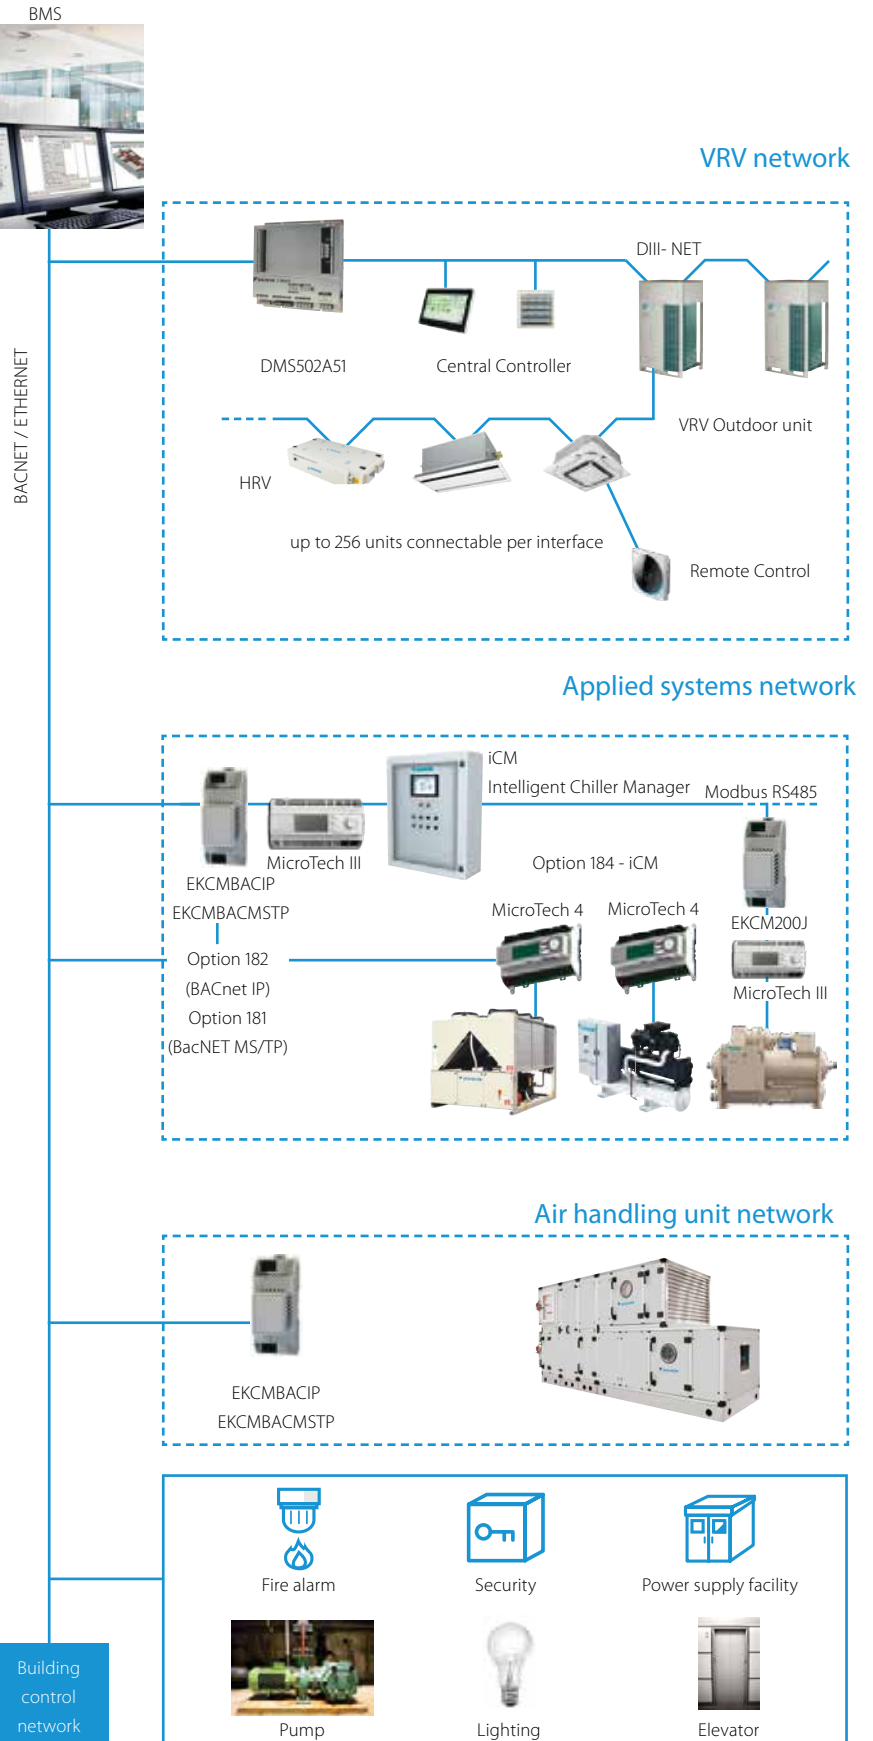 BMS
VRV network
DIII- NET
DMS502A51
Central Controller
BACNET / ETHERNET
VRV Outdoor unit
HRV
up to 256 units connectable per interface
Remote Control
Applied systems network
iCM
Intelligent Chiller Manager
Modbus RS485
MicroTech III
Option 184 - iCM
EKCMBACIP
EKCMBACMSTP
MicroTech 4
MicroTech 4
EKCM200J
Option 182
(BACnet IP)
MicroTech III
Option 181
(BacNET MS/TP)
Air handling unit network
EKCMBACIP
EKCMBACMSTP
Fire alarm
Security
Power supply facility
Building
control
network
Pump
Lighting
Elevator